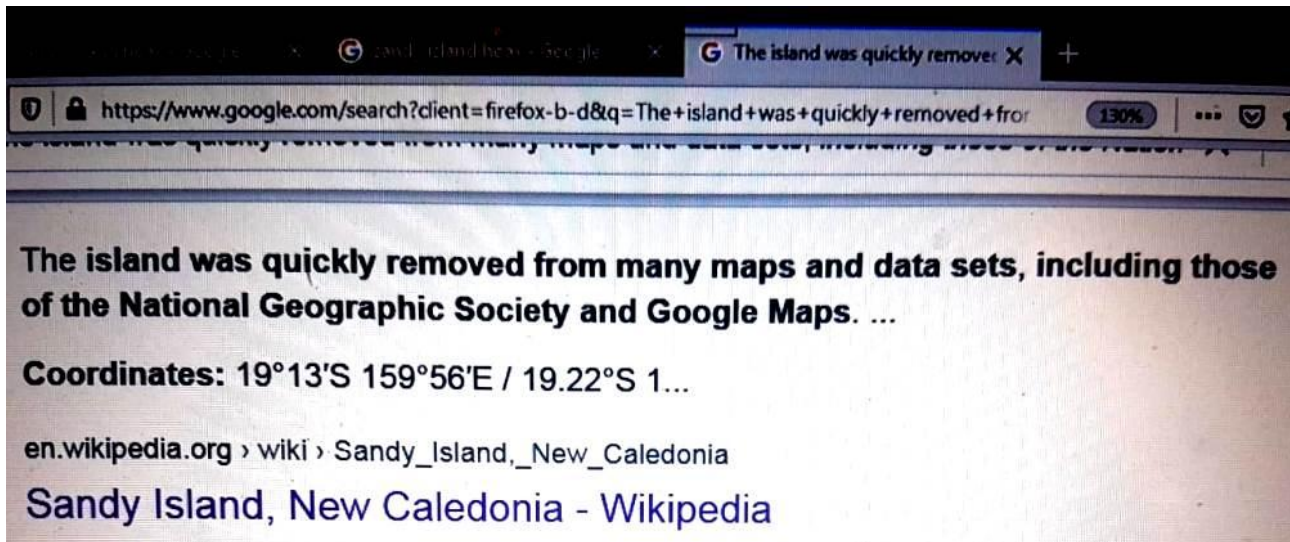 The island was quickly remove
https://www.google.com/search?client=firefox-b-d&q=The+island+was+quickly+removed+fror
130%
The island was quickly removed from many maps and data sets, including those
of the National Geographic Society and Google Maps. ...
Coordinates: 19°13'S 159°56'E / 19.22°S 1...
en.wikipedia.org › wiki › Sandy_Island,_New_Caledonia
Sandy Island, New Caledonia - Wikipedia